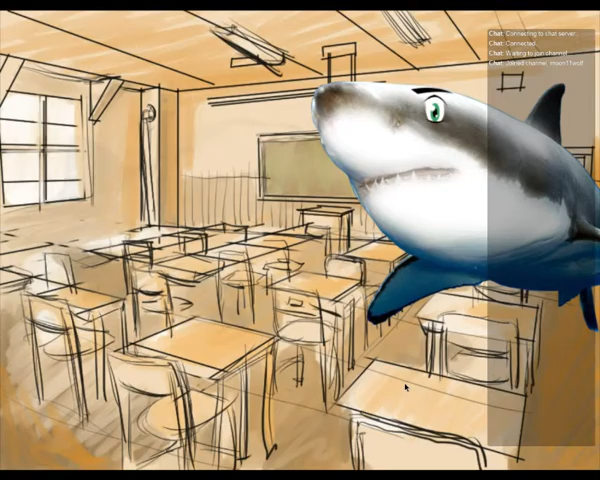 Chat: Connecting to chat server.
Chat: Connected.
Chat: Waiting to join channel.
Chat: Joined channel